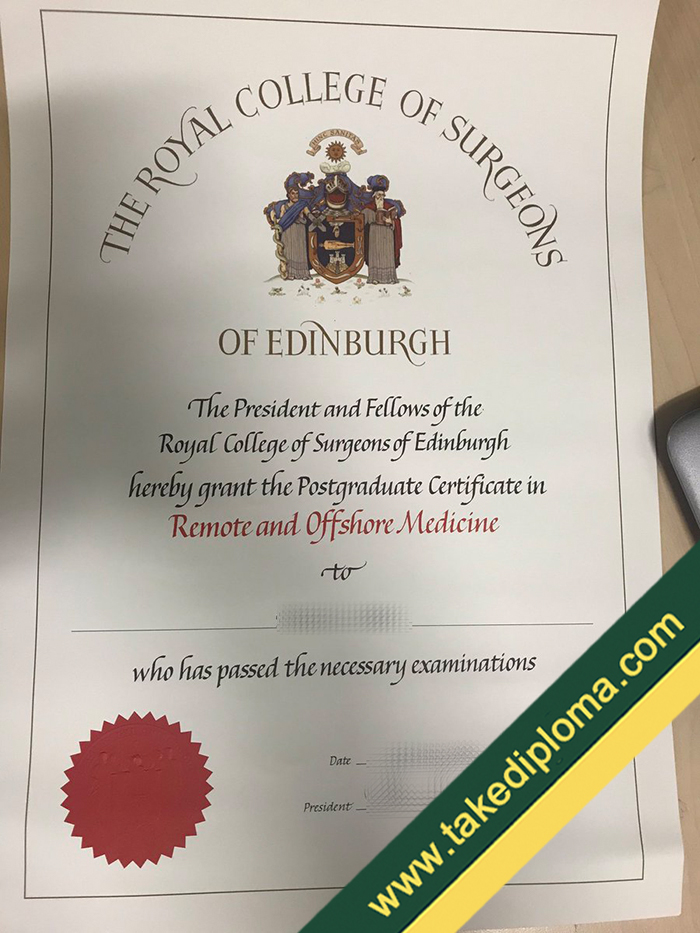 HINC SANITAS
THE ROYAL COLLEGE OF SURGEONS
OF EDINBURGH
The President and Fellows of the
Royal College of Surgeons of Edinburgh
hereby grant the Postgraduate Certificate in
Remote and Offshore Medicine
to
who has passed the necessary examinations
Date
President
www.takediploma.com